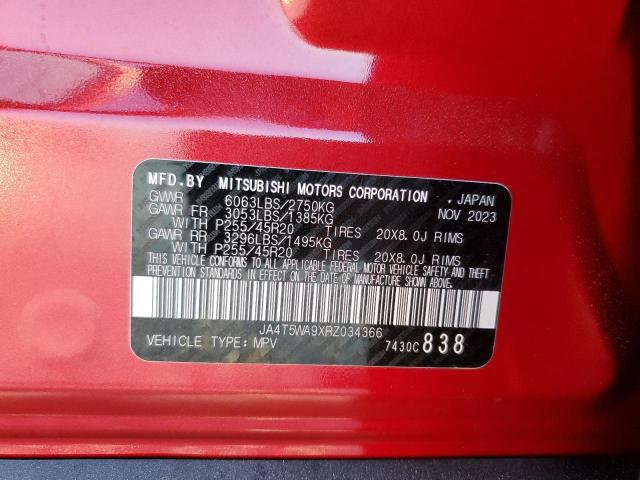 MFD.BY MITSUBISHI MOTORS CORPORATION , JAPAN
GVWR 6063LBS/2750KG NOV 2023
GAWR FR 3053LBS/1385KG
WITH P255/45R20 TIRES 20X8.0J RIMS
GAWR RR 3296LBS/1495KG
WITH P255/45R20 TIRES 20X8.0J RIMS
THIS VEHICLE CONFORMS TO ALL APPLICABLE FEDERAL MOTOR VEHICLE SAFETY AND THEFT
PREVENTION STANDARDS IN EFFECT ON THE DATE OF MANUFACTURE SHOWN ABOVE.
JA4T5WA9XRZ034366
VEHICLE TYPE: MPV 7430C 838